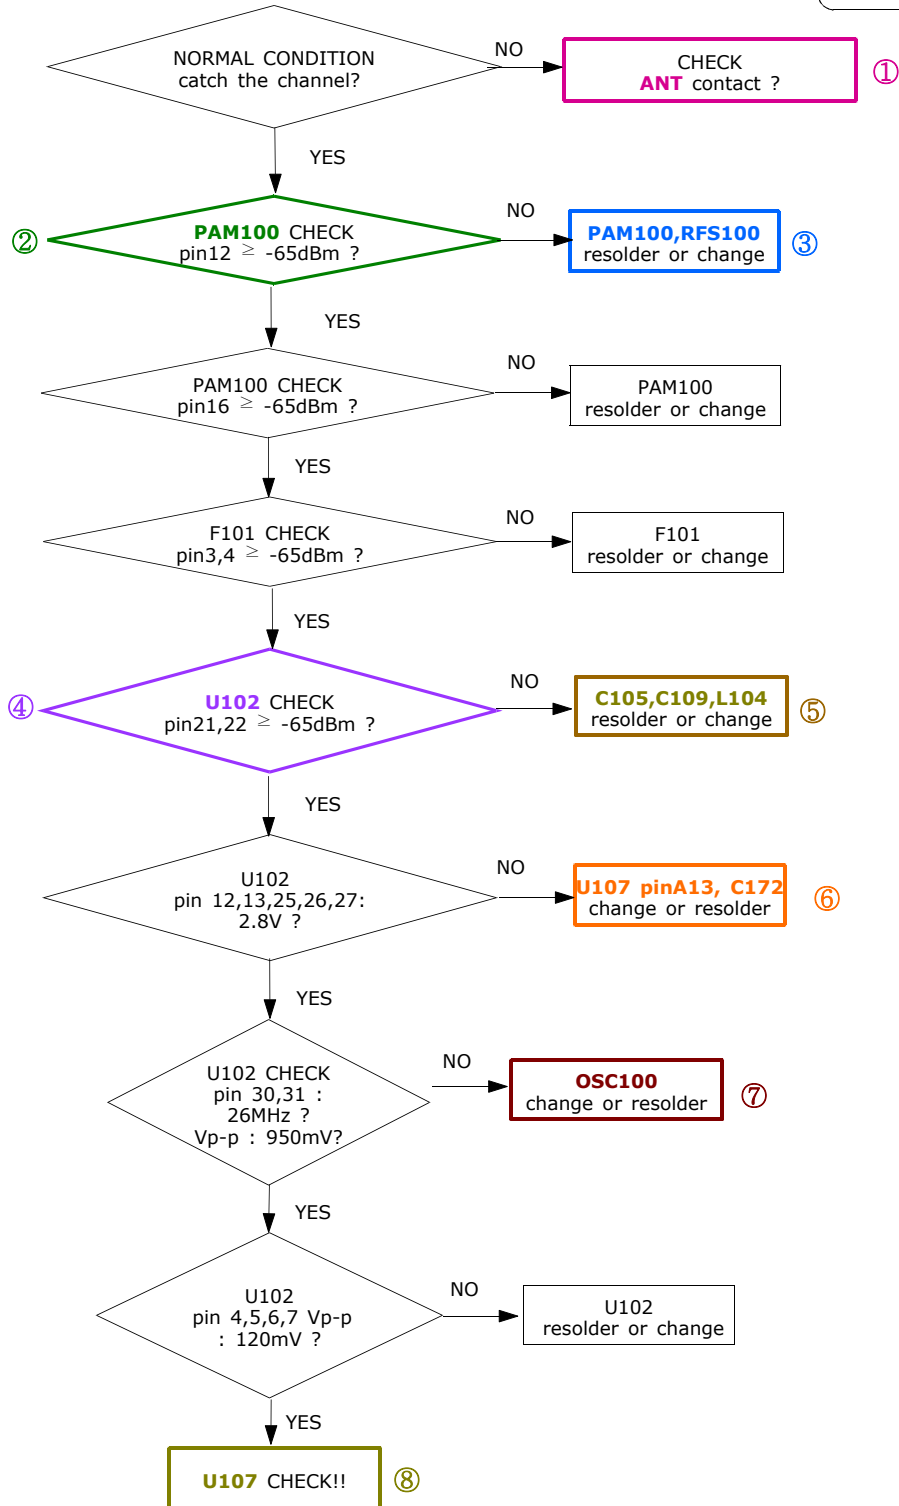 NORMAL CONDITION
catch the channel?
NO
CHECK
ANT contact ?
①
YES
②
PAM100 CHECK
pin12 ≥ -65dBm ?
NO
PAM100,RFS100
resolder or change
③
YES
PAM100 CHECK
pin16 ≥ -65dBm ?
NO
PAM100
resolder or change
YES
F101 CHECK
pin3,4 ≥ -65dBm ?
NO
F101
resolder or change
YES
④
U102 CHECK
pin21,22 ≥ -65dBm ?
NO
C105,C109,L104
resolder or change
⑤
YES
U102
pin 12,13,25,26,27:
2.8V ?
NO
U107 pinA13, C172
change or resolder
⑥
YES
U102 CHECK
pin 30,31 :
26MHz ?
Vp-p : 950mV?
NO
OSC100
change or resolder
⑦
YES
U102
pin 4,5,6,7 Vp-p
: 120mV ?
NO
U102
resolder or change
YES
U107 CHECK!!
⑧